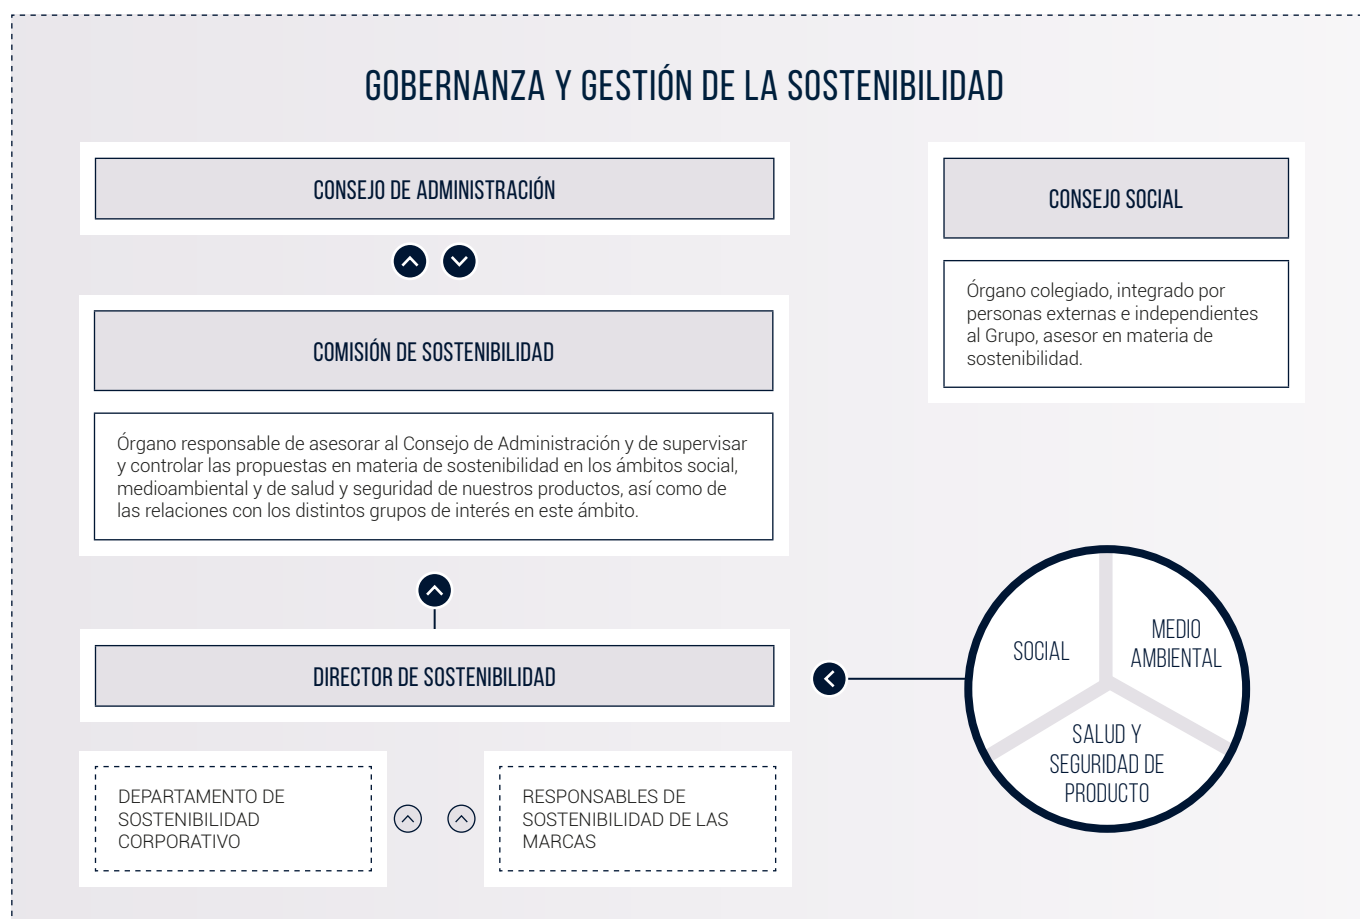 GOBERNANZA Y GESTIÓN DE LA SOSTENIBILIDAD
CONSEJO DE ADMINISTRACIÓN
COMISIÓN DE SOSTENIBILIDAD
Órgano responsable de asesorar al Consejo de Administración y de supervisar
y controlar las propuestas en materia de sostenibilidad en los ámbitos social,
medioambiental y de salud y seguridad de nuestros productos, así como de
las relaciones con los distintos grupos de interés en este ámbito.
DIRECTOR DE SOSTENIBILIDAD
DEPARTAMENTO DE
SOSTENIBILIDAD
CORPORATIVO
RESPONSABLES DE
SOSTENIBILIDAD DE LAS
MARCAS
CONSEJO SOCIAL
Órgano colegiado, integrado por
personas externas e independientes
al Grupo, asesor en materia de
sostenibilidad.
SOCIAL
MEDIO
AMBIENTAL
SALUD Y
SEGURIDAD DE
PRODUCTO